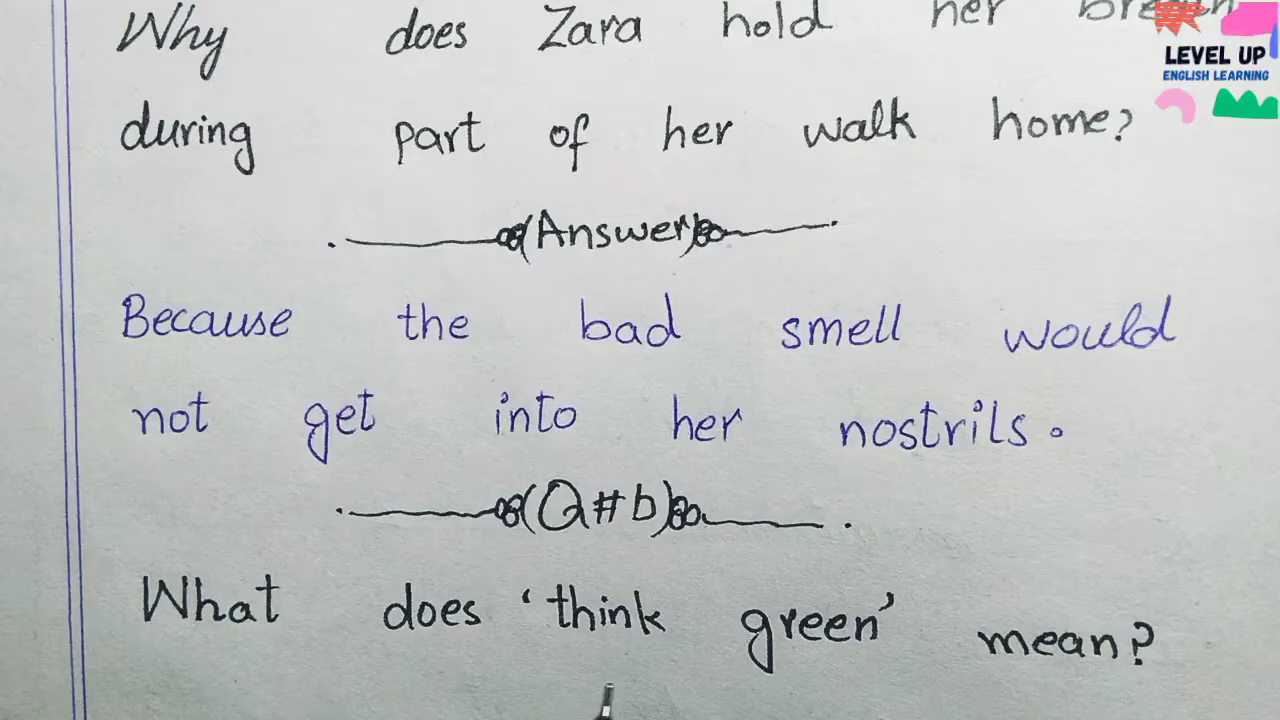 Why does Zara hold her breath
LEVEL UP
ENGLISH LEARNING
during part of her walk home?
(Answer)
Because the bad smell would
not get into her nostrils.
(Q#b)
What does 'think green' mean?